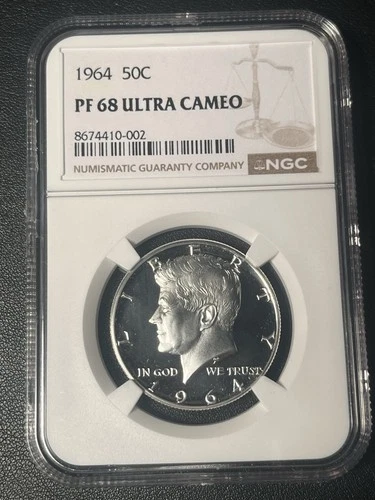 1964 50C
PF 68 ULTRA CAMEO
8674410-002
NUMISMATIC GUARANTY COMPANY NGC
LIBERTY
IN GOD WE TRUST
1964